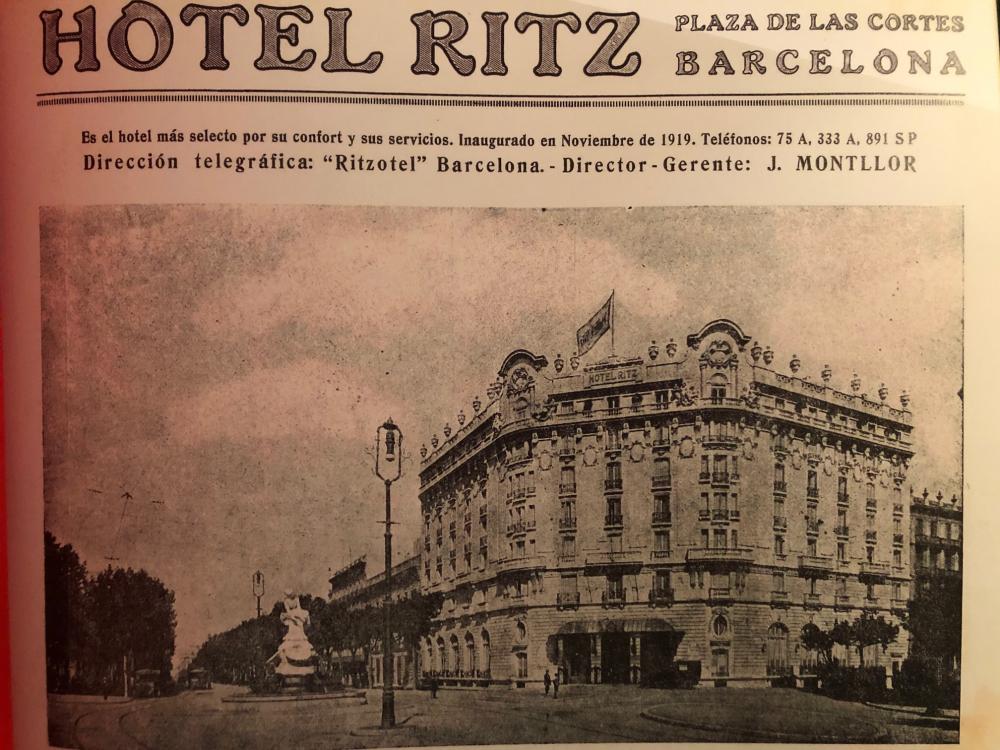 HOTEL RITZ
PLAZA DE LAS CORTES
BARCELONA
Es el hotel más selecto por su confort y sus servicios. Inaugurado en Noviembre de 1919. Teléfonos: 75 A, 333 A, 891 S P
Dirección telegráfica: “Ritzotel” Barcelona. - Director - Gerente: J. MONTLLOR
HOTEL RITZ